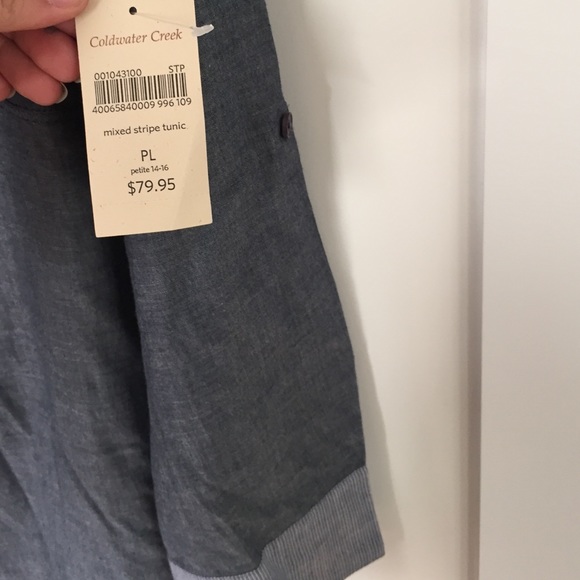 Coldwater Creek
001043100 STP
40065840009 996 109
mixed stripe tunic
PL
petite 14-16
$79.95